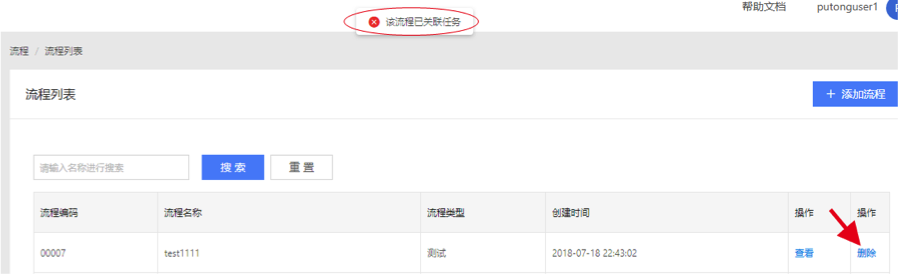 帮助文档 putonguser1
该流程已关联任务
流程 / 流程列表
流程列表
+ 添加流程
请输入名称进行搜索 搜 索 重 置
流程编码 流程名称 流程类型 创建时间 操作 操作
00007 test1111 测试 2018-07-18 22:43:02 查看 删除